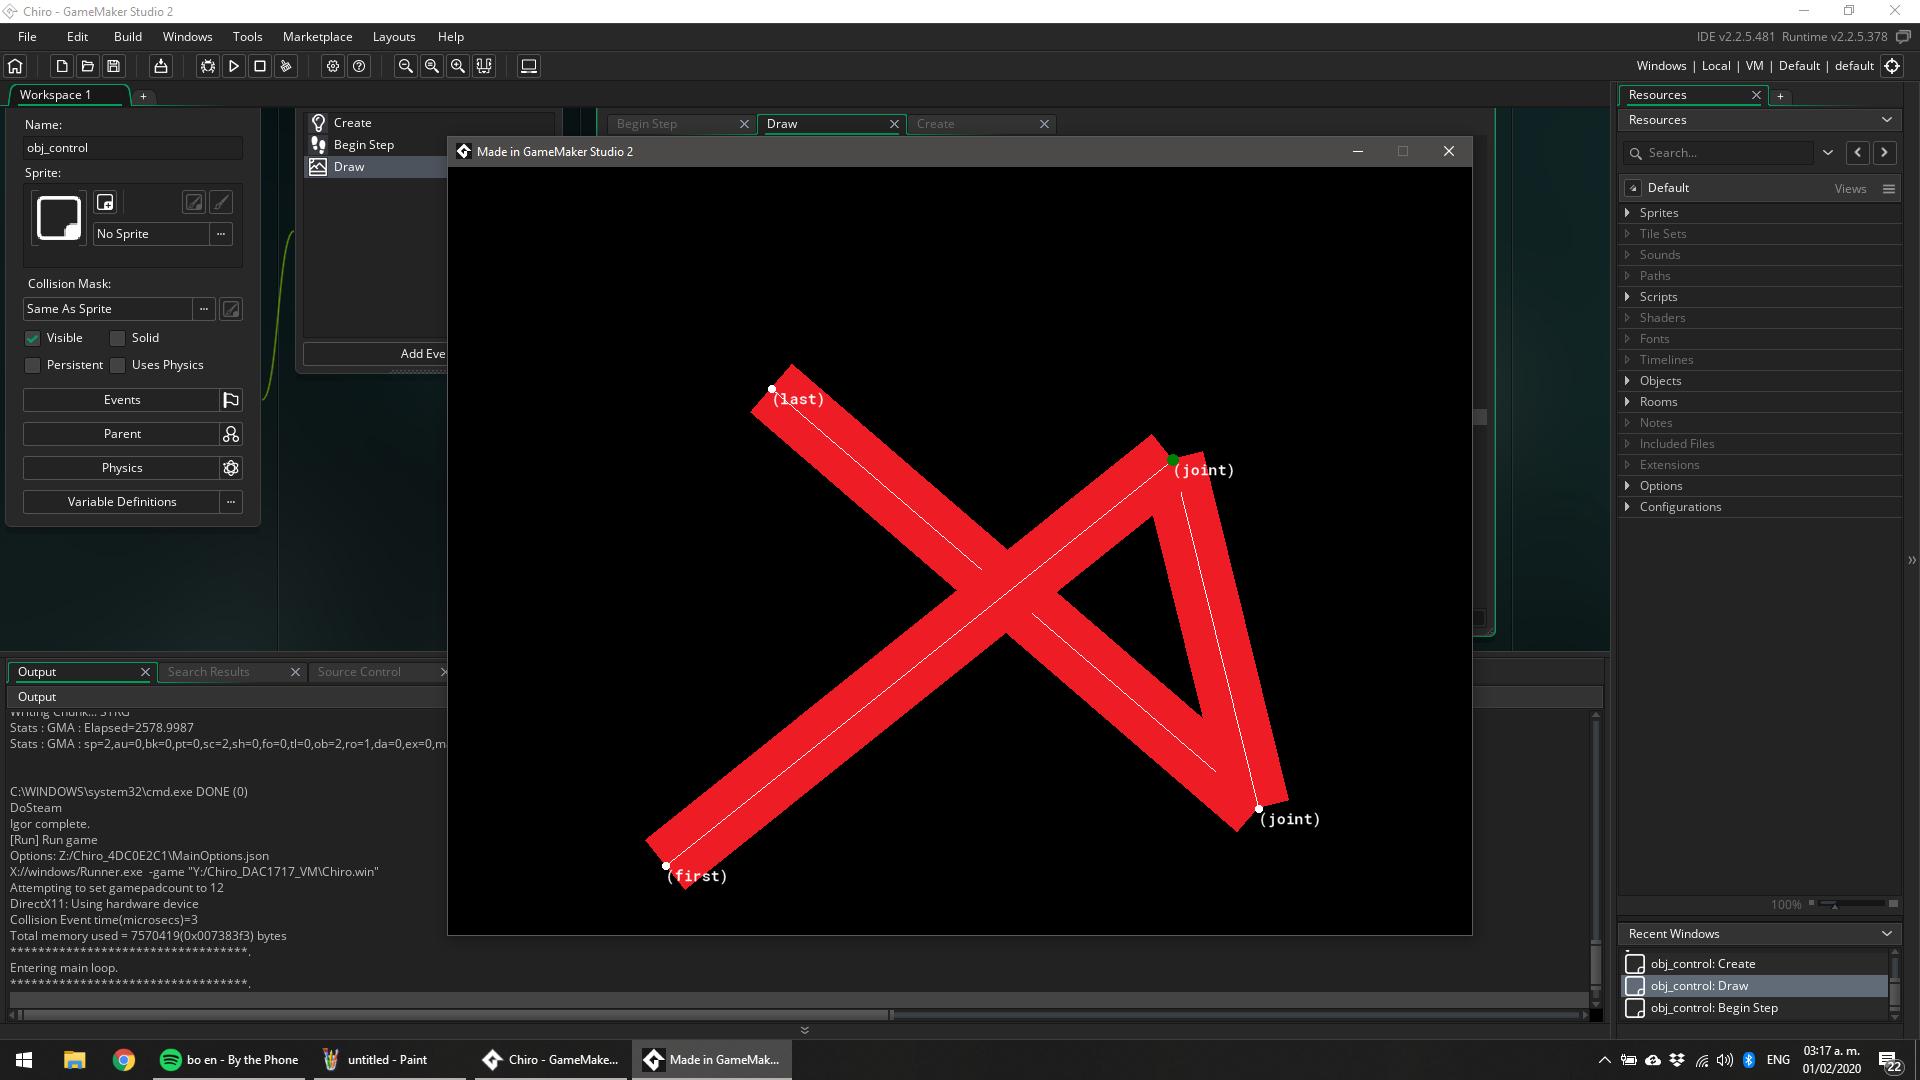 Chiro - GameMaker Studio 2
File Edit Build Windows Tools Marketplace Layouts Help
IDE v2.2.5.481 Runtime v2.2.5.378
Windows | Local | VM | Default | default
Workspace 1
Name:
obj_control
Sprite:
No Sprite
Collision Mask:
Same As Sprite
Visible Solid
Persistent Uses Physics
Events
Parent
Physics
Variable Definitions
Create
Begin Step
Draw
Add Eve
Begin Step Draw Create
Made in GameMaker Studio 2
(last)
(joint)
(joint)
(first)
Resources
Resources
Search...
Default Views
Sprites
Tile Sets
Sounds
Paths
Scripts
Shaders
Fonts
Timelines
Objects
Rooms
Notes
Included Files
Extensions
Options
Configurations
100%
Recent Windows
obj_control: Create
obj_control: Draw
obj_control: Begin Step
Output Search Results Source Control
Output
Writing Chunk... STRG
Stats : GMA : Elapsed=2578.9987
Stats : GMA : sp=2,au=0,bk=0,pt=0,sc=2,sh=0,fo=0,tl=0,ob=2,ro=1,da=0,ex=0,ma
C:\WINDOWS\system32\cmd.exe DONE (0)
DoSteam
Igor complete.
[Run] Run game
Options: Z:/Chiro_4DC0E2C1\MainOptions.json
X://windows/Runner.exe -game "Y:/Chiro_DAC1717_VM\Chiro.win"
Attempting to set gamepadcount to 12
DirectX11: Using hardware device
Collision Event time(microsecs)=3
Total memory used = 7570419(0x007383f3) bytes
**********************************.
Entering main loop.
**********************************.
bo en - By the Phone
untitled - Paint
Chiro - GameMake...
Made in GameMak...
ENG
03:17 a. m.
01/02/2020
22